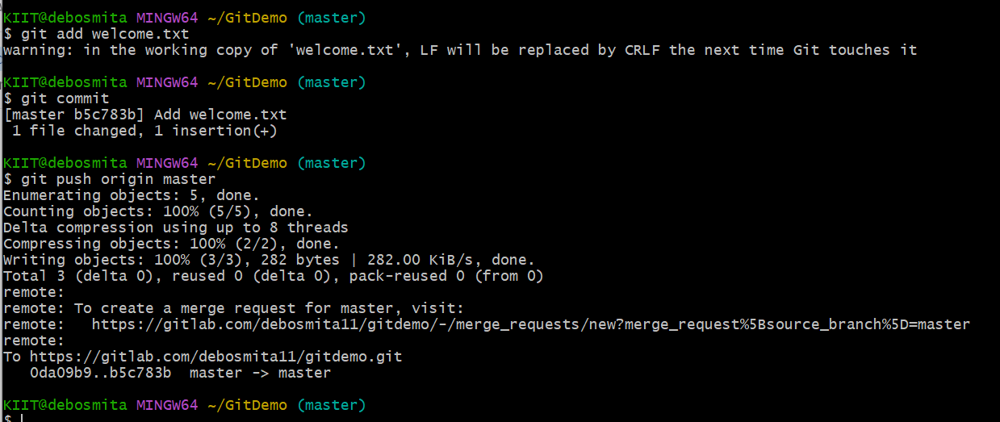 KIIT@debosmita MINGW64 ~/GitDemo (master)
$ git add welcome.txt
warning: in the working copy of 'welcome.txt', LF will be replaced by CRLF the next time Git touches it
KIIT@debosmita MINGW64 ~/GitDemo (master)
$ git commit
[master b5c783b] Add welcome.txt
 1 file changed, 1 insertion(+)
KIIT@debosmita MINGW64 ~/GitDemo (master)
$ git push origin master
Enumerating objects: 5, done.
Counting objects: 100% (5/5), done.
Delta compression using up to 8 threads
Compressing objects: 100% (2/2), done.
Writing objects: 100% (3/3), 282 bytes | 282.00 KiB/s, done.
Total 3 (delta 0), reused 0 (delta 0), pack-reused 0 (from 0)
remote:
remote: To create a merge request for master, visit:
remote:   https://gitlab.com/debosmita11/gitdemo/-/merge_requests/new?merge_request%5Bsource_branch%5D=master
remote:
To https://gitlab.com/debosmita11/gitdemo.git
   0da09b9..b5c783b  master -> master
KIIT@debosmita MINGW64 ~/GitDemo (master)
$